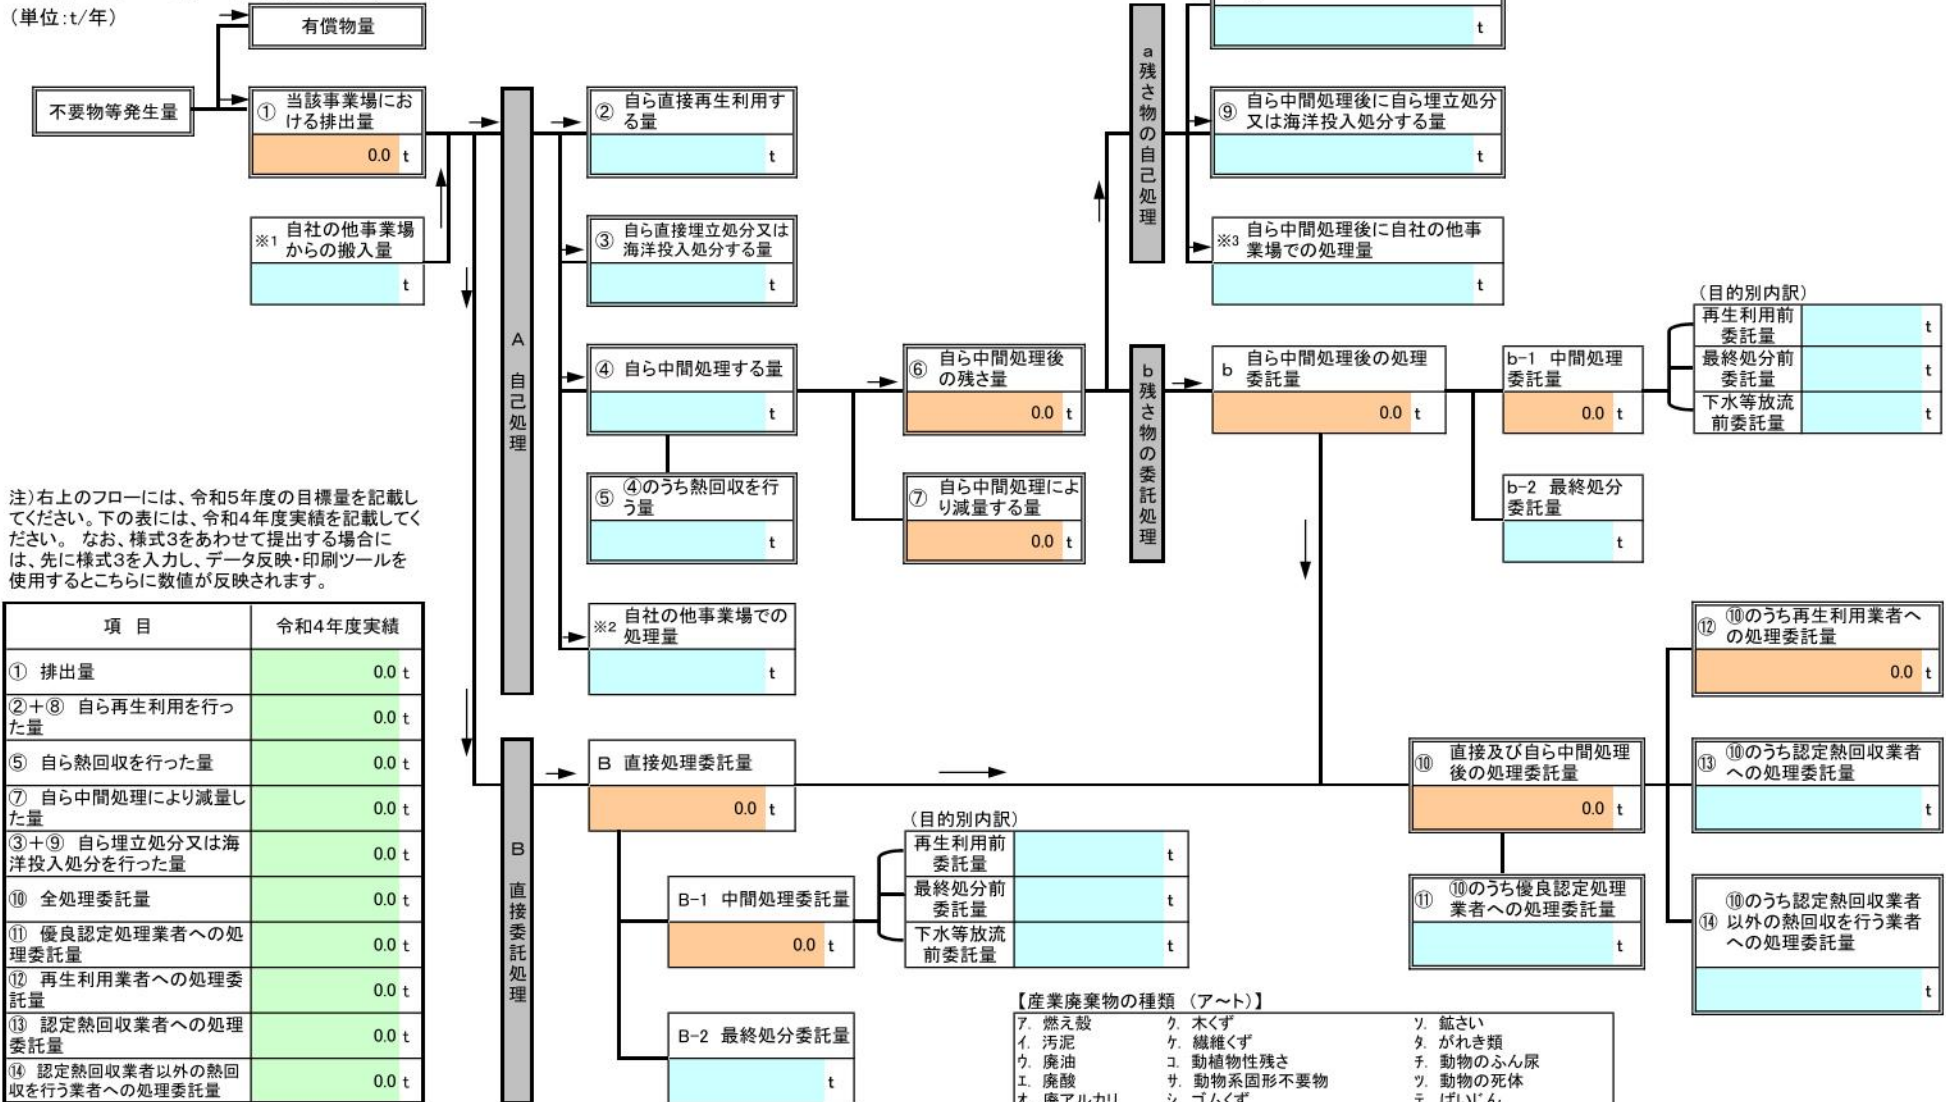 (単位:t/年)
有償物量
不要物等発生量
① 当該事業場にお
ける排出量
0.0 t
※1 自社の他事業場
からの搬入量
t
A 自己処理
② 自ら直接再生利用す
る量
t
③ 自ら直接埋立処分又は
海洋投入処分する量
t
④ 自ら中間処理する量
t
⑤ ④のうち熱回収を行
う量
t
※2 自社の他事業場での
処理量
t
⑥ 自ら中間処理後
の残さ量
0.0 t
⑦ 自ら中間処理によ
り減量する量
0.0 t
a 残さ物の自己処理
t
⑨ 自ら中間処理後に自ら埋立処分
又は海洋投入処分する量
t
※3 自ら中間処理後に自社の他事
業場での処理量
t
b 残さ物の委託処理
b 自ら中間処理後の処理
委託量
0.0 t
b-1 中間処理
委託量
0.0 t
(目的別内訳)
再生利用前
委託量
t
最終処分前
委託量
t
下水等放流
前委託量
t
b-2 最終処分
委託量
t
注)右上のフローには、令和5年度の目標量を記載し
てください。下の表には、令和4年度実績を記載してく
ださい。 なお、様式3をあわせて提出する場合に
は、先に様式3を入力し、データ反映・印刷ツールを
使用するとこちらに数値が反映されます。
項 目 令和4年度実績
① 排出量 0.0 t
②+⑧ 自ら再生利用を行っ
た量 0.0 t
⑤ 自ら熱回収を行った量 0.0 t
⑦ 自ら中間処理により減量し
た量 0.0 t
③+⑨ 自ら埋立処分又は海
洋投入処分を行った量 0.0 t
⑩ 全処理委託量 0.0 t
⑪ 優良認定処理業者への処
理委託量 0.0 t
⑫ 再生利用業者への処理委
託量 0.0 t
⑬ 認定熱回収業者への処理
委託量 0.0 t
⑭ 認定熱回収業者以外の熱回
収を行う業者への処理委託量 0.0 t
B 直接委託処理
B 直接処理委託量
0.0 t
B-1 中間処理委託量
0.0 t
(目的別内訳)
再生利用前
委託量
t
最終処分前
委託量
t
下水等放流
前委託量
t
B-2 最終処分委託量
t
⑩ 直接及び自ら中間処理
後の処理委託量
0.0 t
⑪ ⑩のうち優良認定処理
業者への処理委託量
t
⑫ ⑩のうち再生利用業者へ
の処理委託量
0.0 t
⑬ ⑩のうち認定熱回収業者
への処理委託量
t
⑭ ⑩のうち認定熱回収業者
以外の熱回収を行う業者
への処理委託量
t
【産業廃棄物の種類 (ア~ト)】
ア. 燃え殻 ク. 木くず ソ. 鉱さい
イ. 汚泥 ケ. 繊維くず タ. がれき類
ウ. 廃油 コ. 動植物性残さ チ. 動物のふん尿
エ. 廃酸 サ. 動物系固形不要物 ツ. 動物の死体
オ. 廃アルカリ シ. ゴムくず テ. ばいじん